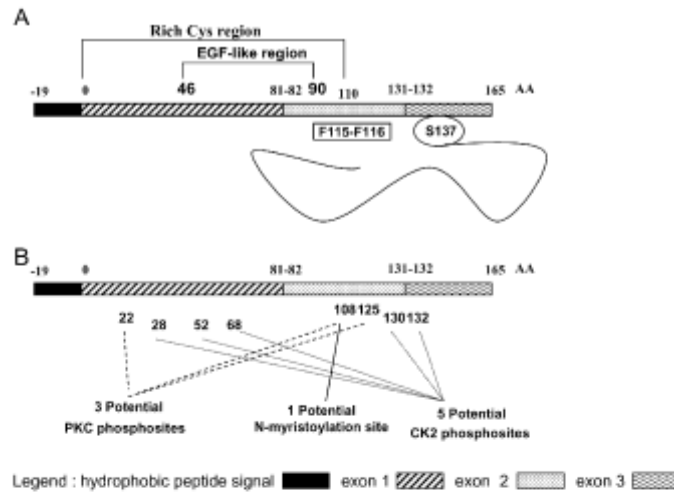 A
Rich Cys region
EGF-like region
-19 0 46 81-82 90 110 131-132 165 AA
F115-F116 S137
B
-19 0 81-82 131-132 165 AA
22 28 52 68 108 125 130 132
3 Potential
PKC phosphosites
1 Potential
N-myristoylation site
5 Potential
CK2 phosphosites
Legend : hydrophobic peptide signal exon 1 exon 2 exon 3